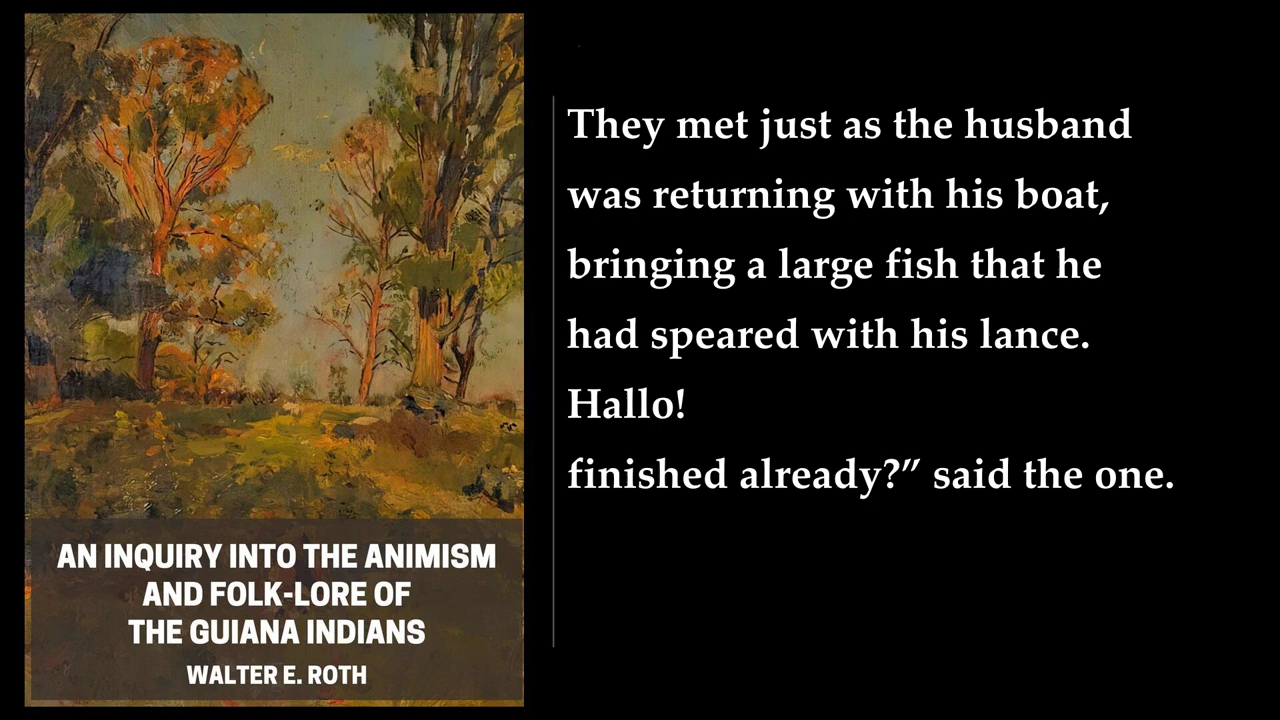 They met just as the husband
was returning with his boat,
bringing a large fish that he
had speared with his lance.
Hallo!
finished already?” said the one.
AN INQUIRY INTO THE ANIMISM
AND FOLK-LORE OF
THE GUIANA INDIANS
WALTER E. ROTH